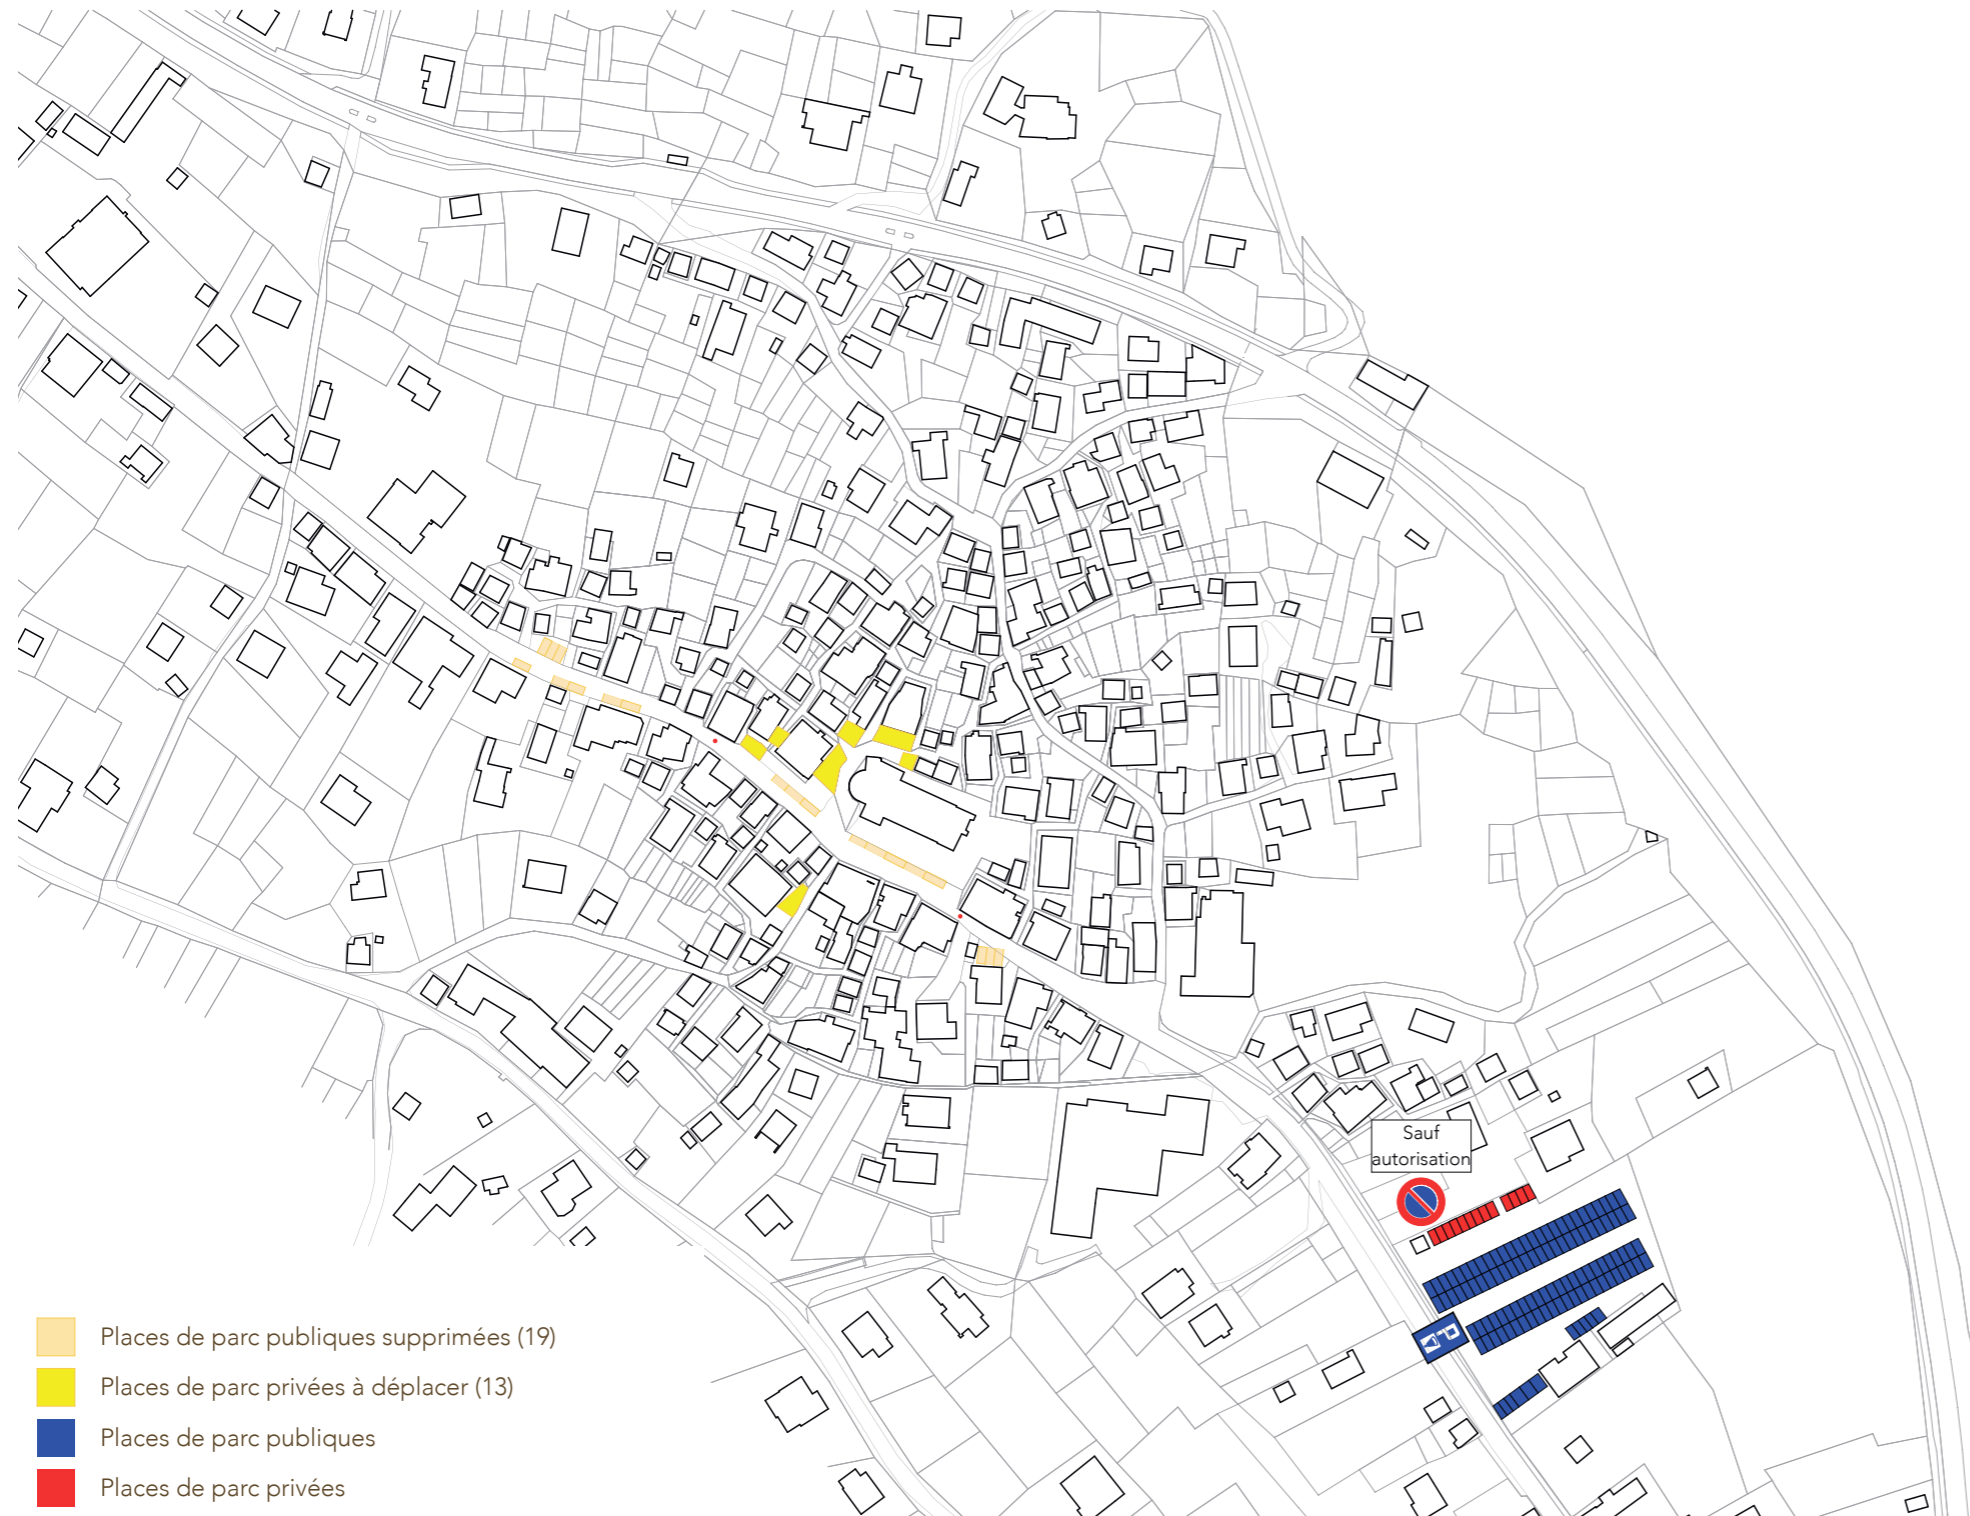 Sauf
autorisation
P
Places de parc publiques supprimées (19)
Places de parc privées à déplacer (13)
Places de parc publiques
Places de parc privées